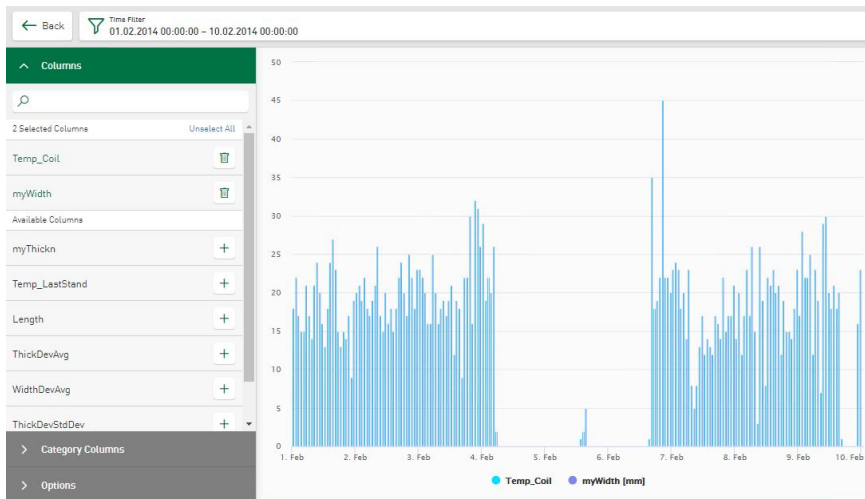 Back
Time Filter
01.02.2014 00:00:00 – 10.02.2014 00:00:00
Columns
2 Selected Columns Unselect All
Temp_Coil
myWidth
Available Columns
myThickn
Temp_LastStand
Length
ThickDevAvg
WidthDevAvg
ThickDevStdDev
Category Columns
Options
50
45
40
35
30
25
20
15
10
5
0
1. Feb 2. Feb 3. Feb 4. Feb 5. Feb 6. Feb 7. Feb 8. Feb 9. Feb 10. Feb
Temp_Coil myWidth [mm]